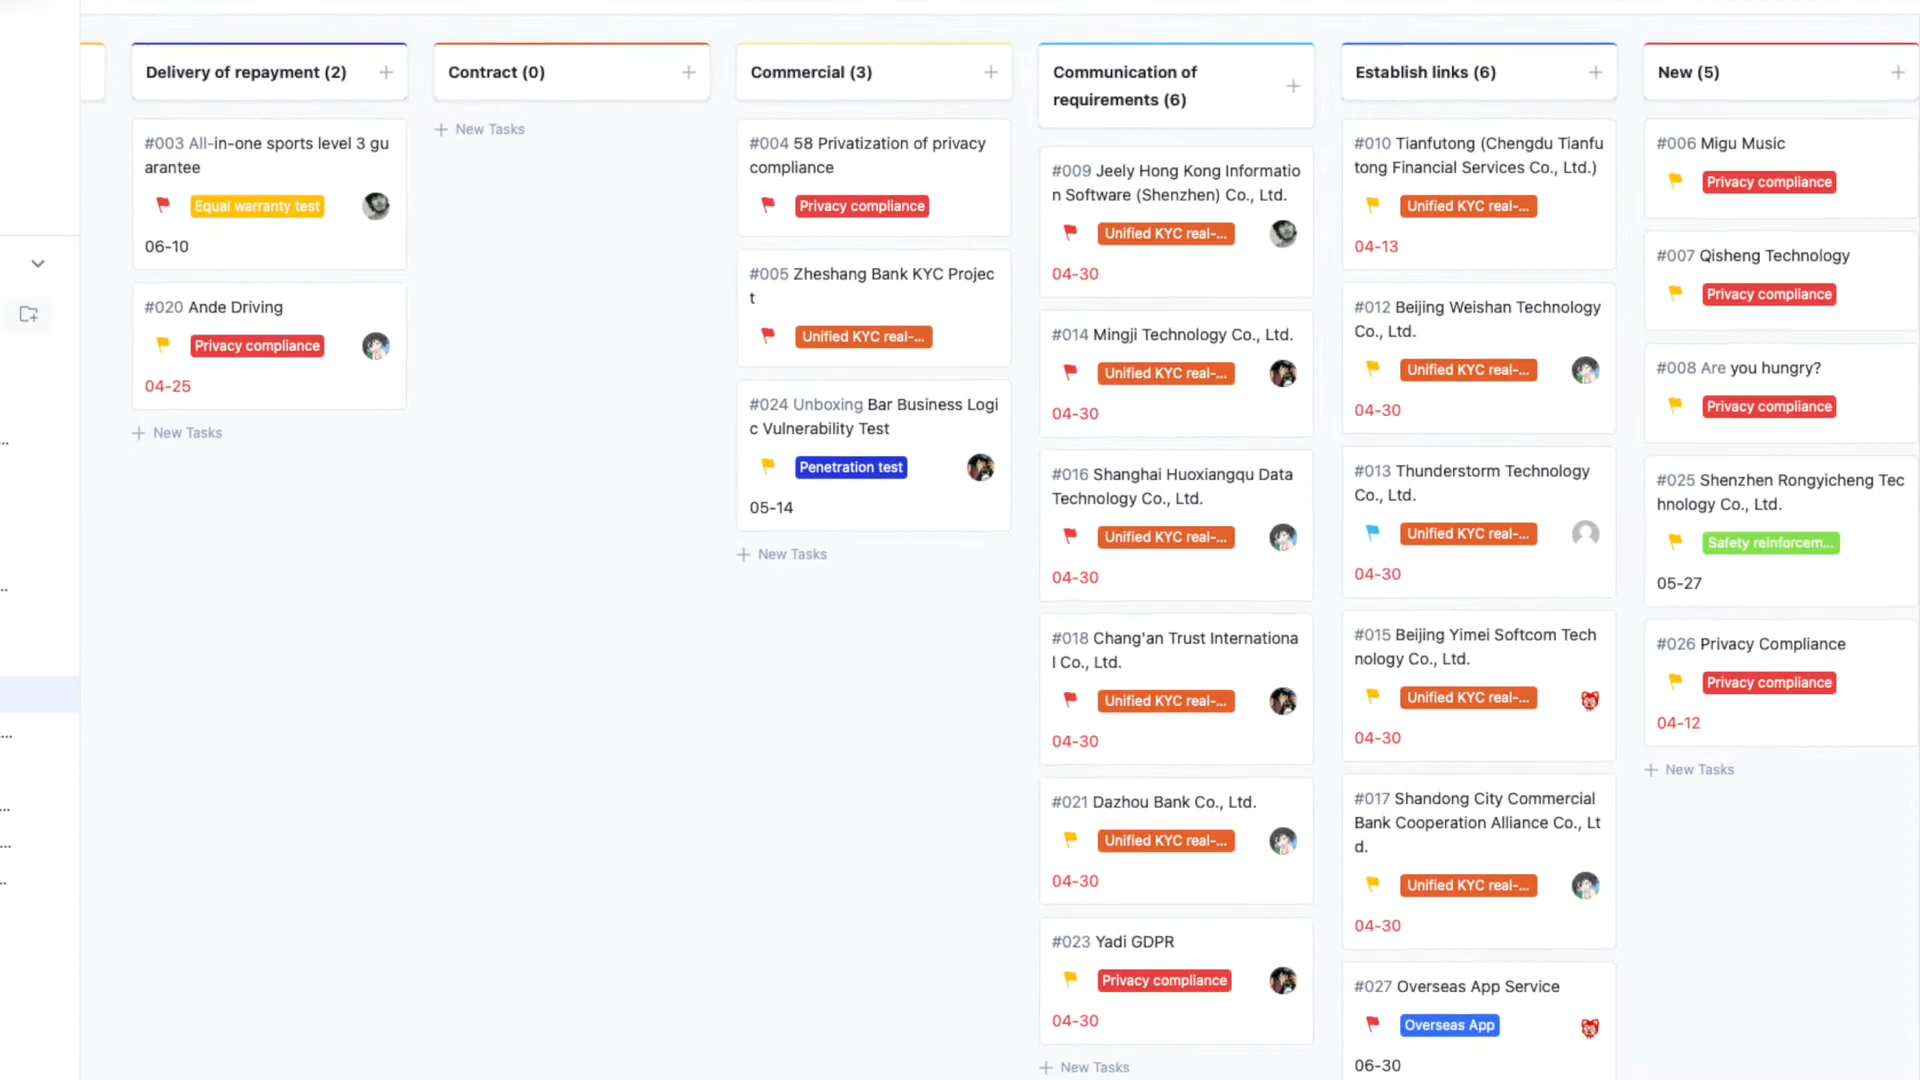 Delivery of repayment (2)
#003 All-in-one sports level 3 gu
arantee
Equal warranty test
06-10
#020 Ande Driving
Privacy compliance
04-25
New Tasks
Contract (0)
New Tasks
Commercial (3)
#004 58 Privatization of privacy
compliance
Privacy compliance
#005 Zheshang Bank KYC Projec
t
Unified KYC real-...
#024 Unboxing Bar Business Logi
c Vulnerability Test
Penetration test
05-14
New Tasks
Communication of
requirements (6)
#009 Jeely Hong Kong Informatio
n Software (Shenzhen) Co., Ltd.
Unified KYC real-...
04-30
#014 Mingji Technology Co., Ltd.
Unified KYC real-...
04-30
#016 Shanghai Huoxiangqu Data
Technology Co., Ltd.
Unified KYC real-...
04-30
#018 Chang'an Trust Internationa
l Co., Ltd.
Unified KYC real-...
04-30
#021 Dazhou Bank Co., Ltd.
Unified KYC real-...
04-30
#023 Yadi GDPR
Privacy compliance
04-30
New Tasks
Establish links (6)
#010 Tianfutong (Chengdu Tianfu
tong Financial Services Co., Ltd.)
Unified KYC real-...
04-13
#012 Beijing Weishan Technology
Co., Ltd.
Unified KYC real-...
04-30
#013 Thunderstorm Technology
Co., Ltd.
Unified KYC real-...
04-30
#015 Beijing Yimei Softcom Tech
nology Co., Ltd.
Unified KYC real-...
04-30
#017 Shandong City Commercial
Bank Cooperation Alliance Co., Lt
d.
Unified KYC real-...
04-30
#027 Overseas App Service
Overseas App
06-30
New (5)
#006 Migu Music
Privacy compliance
#007 Qisheng Technology
Privacy compliance
#008 Are you hungry?
Privacy compliance
#025 Shenzhen Rongyicheng Tec
hnology Co., Ltd.
Safety reinforcem...
05-27
#026 Privacy Compliance
Privacy compliance
04-12
New Tasks